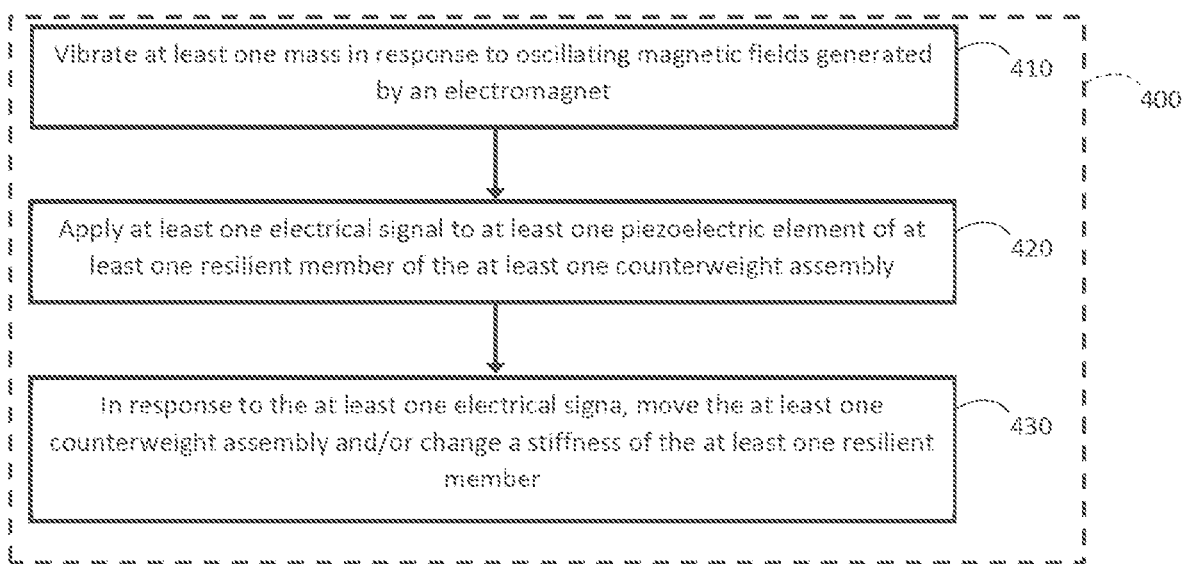 Vibrate at least one mass in response to oscillating magnetic fields generated
by an electromagnet
410
400
Apply at least one electrical signal to at least one piezoelectric element of at
least one resilient member of the at least one counterweight assembly
420
In response to the at least one electrical signa, move the at least one
counterweight assembly and/or change a stiffness of the at least one resilient
member
430